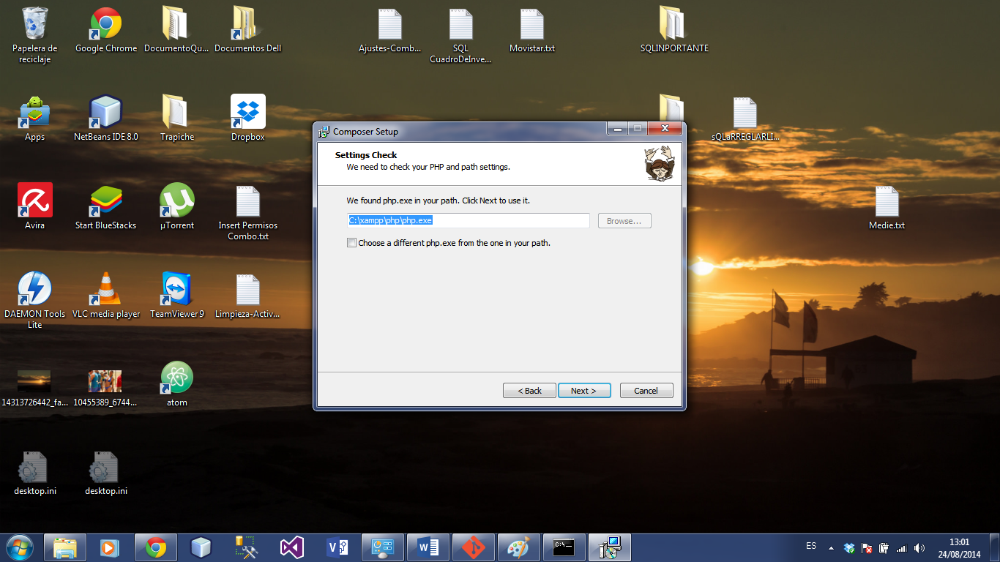 Papelera de
reciclaje
Google Chrome
DocumentoQu...
Documentos Dell
Ajustes-Comb...
SQL
CuadroDeInve...
Movistar.txt
SQLINPORTANTE
Apps
NetBeans IDE 8.0
Trapiche
Dropbox
sQLaRREGLARLI...
Avira
Start BlueStacks
µTorrent
Insert Permisos
Combo.txt
Medie.txt
DAEMON Tools
Lite
VLC media player
TeamViewer 9
Limpieza-Activ...
14313726442_fa...
10455389_6744...
atom
desktop.ini
desktop.ini
Composer Setup
Settings Check
We need to check your PHP and path settings.
We found php.exe in your path. Click Next to use it.
C:\xampp\php\php.exe
Browse...
Choose a different php.exe from the one in your path.
< Back
Next >
Cancel
C:\
ES
13:01
24/08/2014